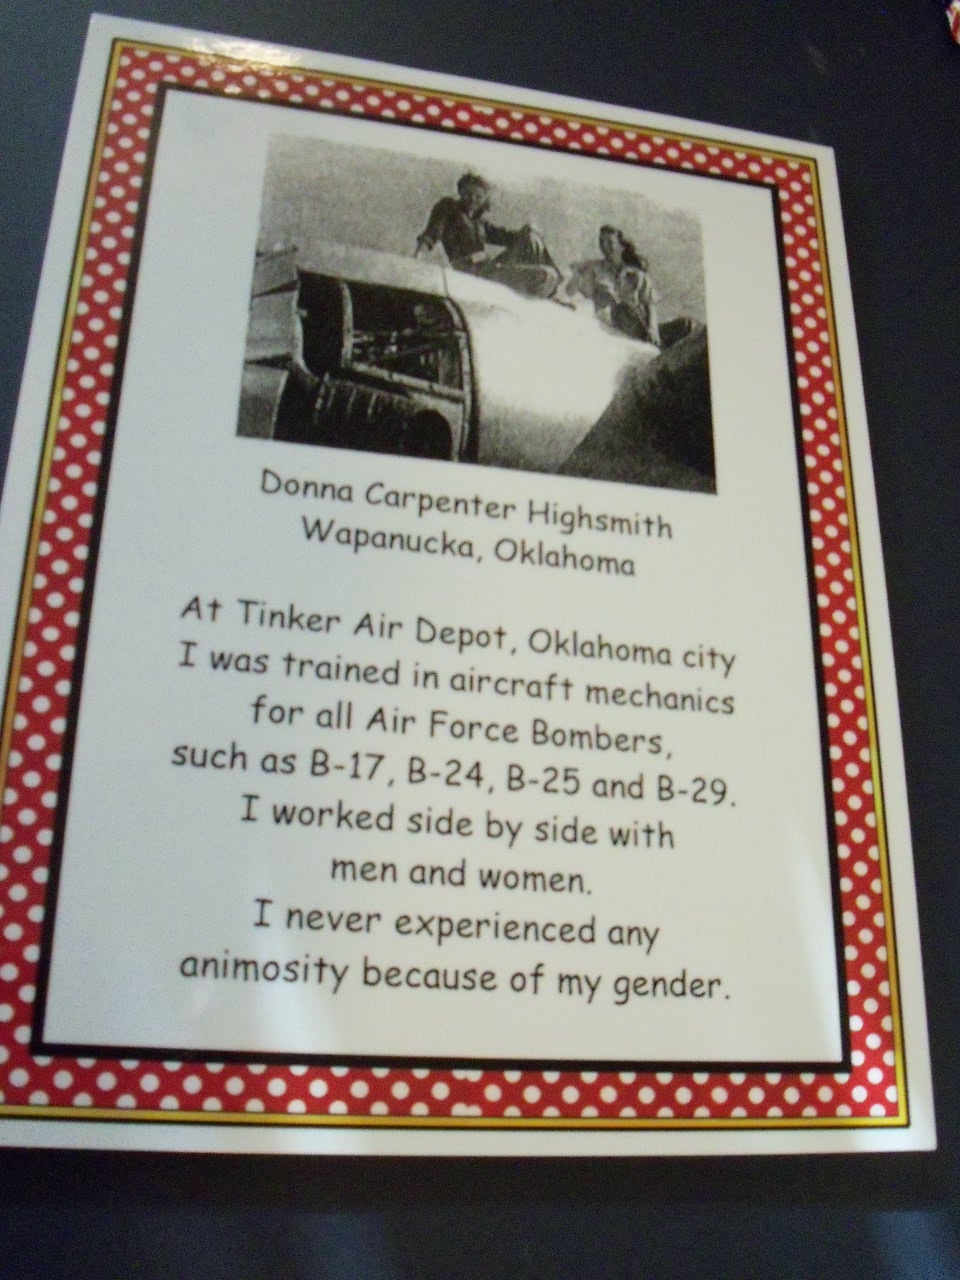 Donna Carpenter Highsmith
Wapanucka, Oklahoma
At Tinker Air Depot, Oklahoma city
I was trained in aircraft mechanics
for all Air Force Bombers,
such as B-17, B-24, B-25 and B-29.
I worked side by side with
men and women.
I never experienced any
animosity because of my gender.